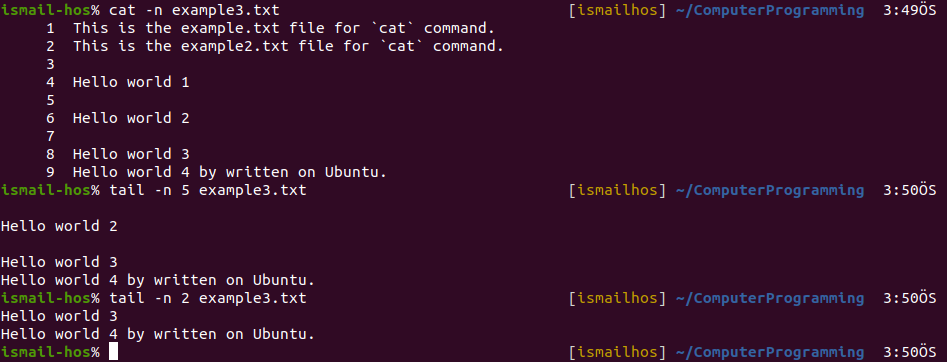 ismail-hos% cat -n example3.txt [ismailhos] ~/ComputerProgramming 3:49ÖS
1 This is the example.txt file for `cat` command.
2 This is the example2.txt file for `cat` command.
3
4 Hello world 1
5
6 Hello world 2
7
8 Hello world 3
9 Hello world 4 by written on Ubuntu.
ismail-hos% tail -n 5 example3.txt [ismailhos] ~/ComputerProgramming 3:50ÖS
Hello world 2
Hello world 3
Hello world 4 by written on Ubuntu.
ismail-hos% tail -n 2 example3.txt [ismailhos] ~/ComputerProgramming 3:50ÖS
Hello world 3
Hello world 4 by written on Ubuntu.
ismail-hos% [ismailhos] ~/ComputerProgramming 3:50ÖS